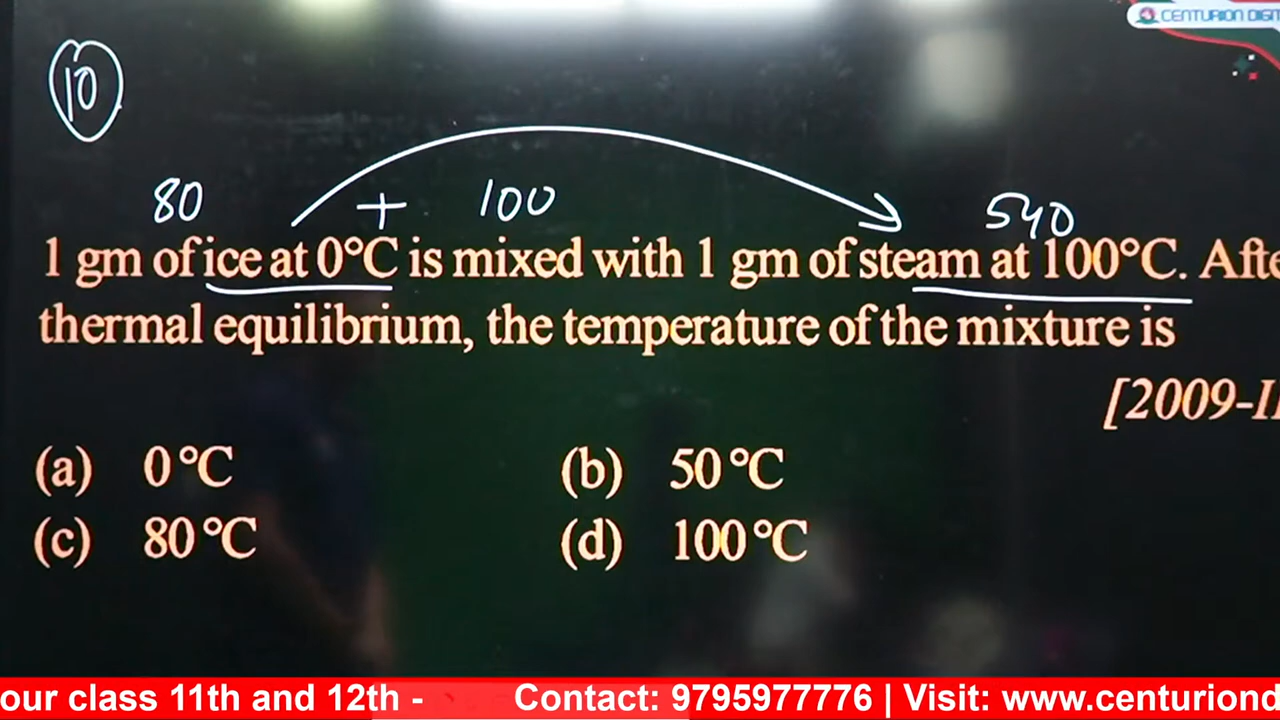 CENTURION DIGIT
10
80 + 100 540
1 gm of ice at 0°C is mixed with 1 gm of steam at 100°C. Afte
thermal equilibrium, the temperature of the mixture is
[2009-II
(a) 0°C (b) 50°C
(c) 80°C (d) 100°C
our class 11th and 12th - Contact: 9795977776 | Visit: www.centuriond